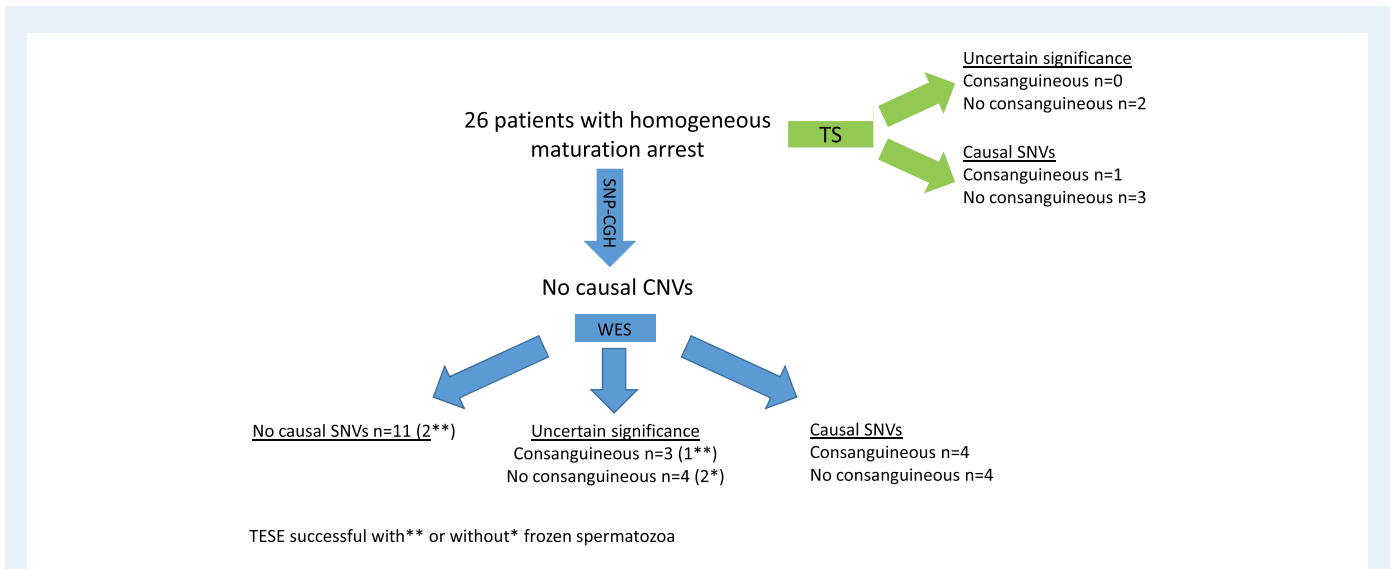 Uncertain significance
Consanguineous n=0
No consanguineous n=2
26 patients with homogeneous
maturation arrest
TS
Causal SNVs
Consanguineous n=1
No consanguineous n=3
SNP-CGH
No causal CNVs
WES
No causal SNVs n=11 (2**)
Uncertain significance
Consanguineous n=3 (1**)
No consanguineous n=4 (2*)
Causal SNVs
Consanguineous n=4
No consanguineous n=4
TESE successful with** or without* frozen spermatozoa